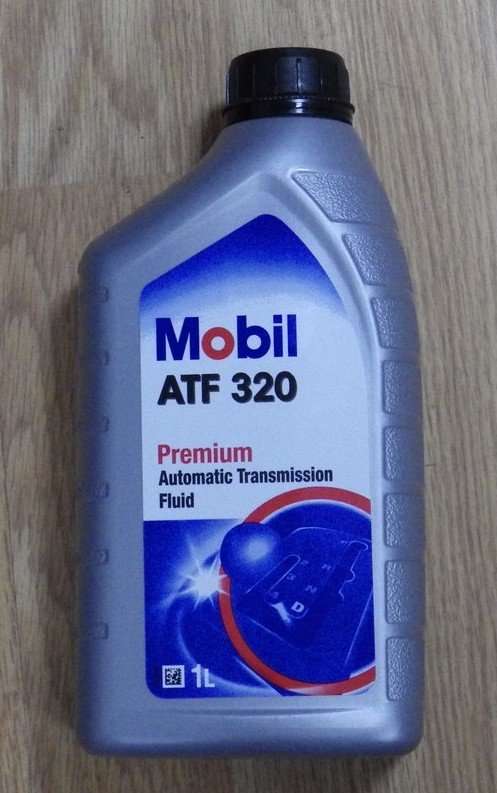 Mobil
ATF 320
Premium
Automatic Transmission
Fluid
D
1L